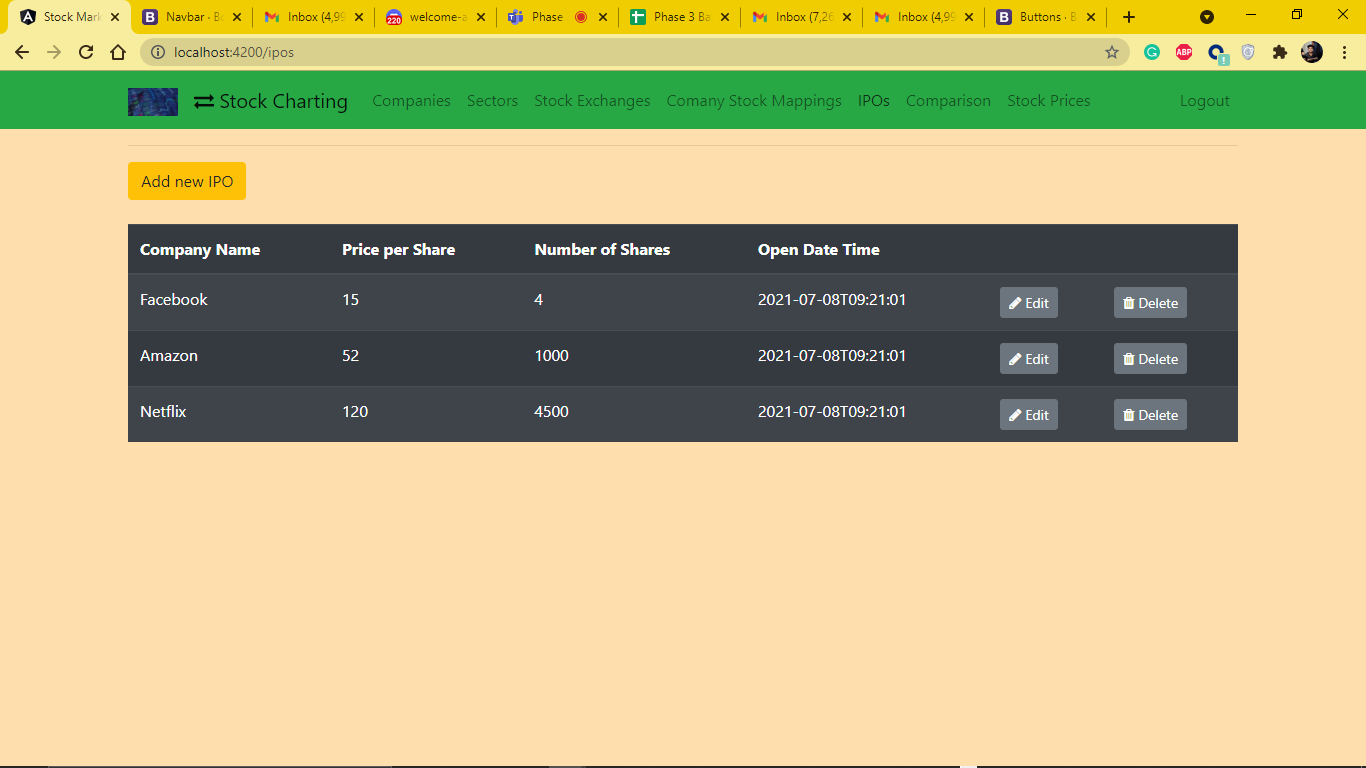 Stock Mark
Navbar · Bo
Inbox (4,99
welcome-a
Phase
Phase 3 Ba
Inbox (7,26
Inbox (4,99
Buttons · B
localhost:4200/ipos
ABP
Stock Charting Companies Sectors Stock Exchanges Comany Stock Mappings IPOs Comparison Stock Prices Logout
Add new IPO
Company Name Price per Share Number of Shares Open Date Time
Facebook 15 4 2021-07-08T09:21:01 Edit Delete
Amazon 52 1000 2021-07-08T09:21:01 Edit Delete
Netflix 120 4500 2021-07-08T09:21:01 Edit Delete